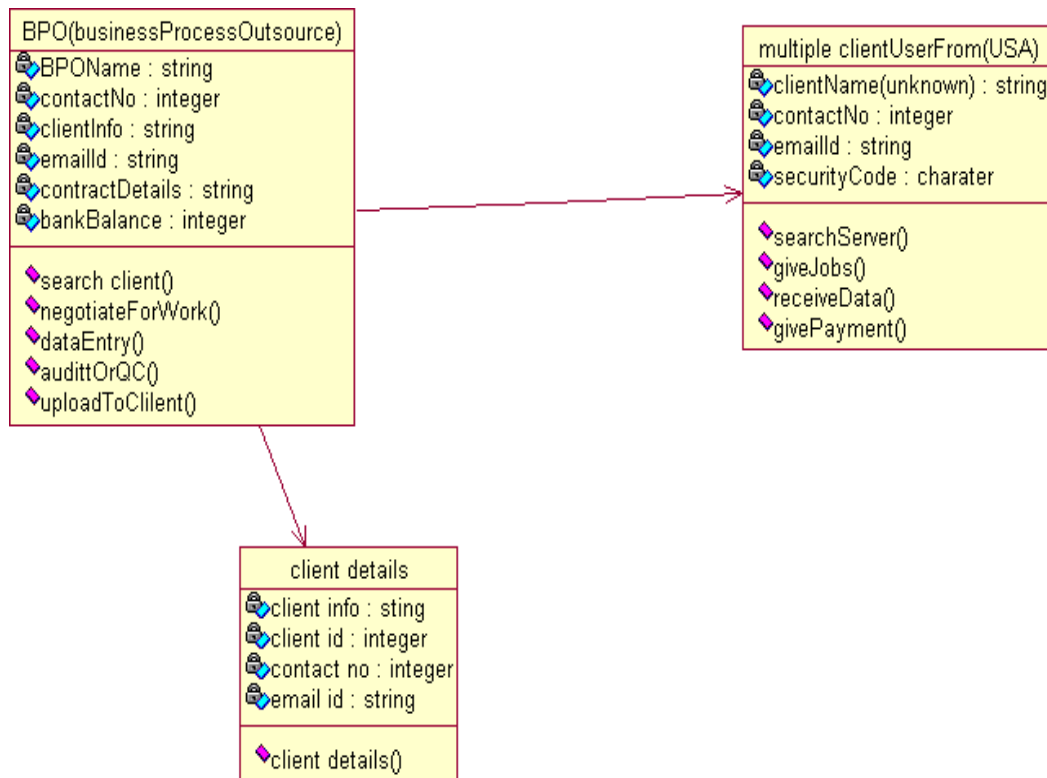 BPO(businessProcessOutsource)
BPOName : string
contactNo : integer
clientInfo : string
emailId : string
contractDetails : string
bankBalance : integer
search client()
negotiateForWork()
dataEntry()
audittOrQC()
uploadToClilent()
multiple clientUserFrom(USA)
clientName(unknown) : string
contactNo : integer
emailId : string
securityCode : charater
searchServer()
giveJobs()
receiveData()
givePayment()
client details
client info : sting
client id : integer
contact no : integer
email id : string
client details()